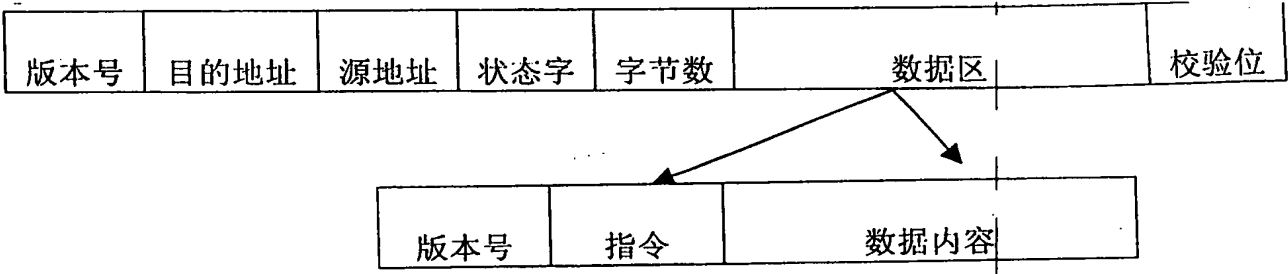 版本号 目的地址 源地址 状态字 字节数 数据区 校验位
版本号 指令 数据内容